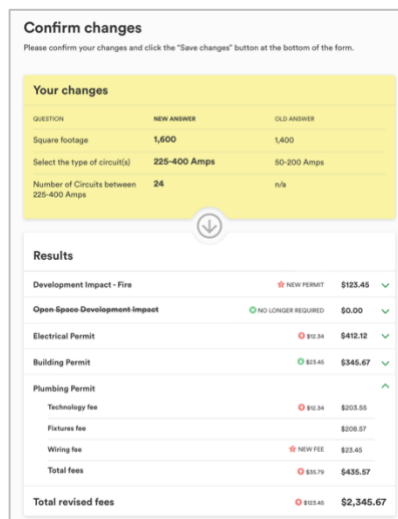 Confirm changes
Please confirm your changes and click the "Save changes" button at the bottom of the form.
Your changes
QUESTION NEW ANSWER OLD ANSWER
Square footage 1,600 1,400
Select the type of circuit(s) 225-400 Amps 50-200 Amps
Number of Circuits between 24 n/a
225-400 Amps
Results
Development Impact - Fire NEW PERMIT $123.45
Open Space Development Impact NO LONGER REQUIRED $0.00
Electrical Permit $12.34 $412.12
Building Permit $23.45 $345.67
Plumbing Permit
Technology fee $12.34 $203.55
Fixtures fee $208.57
Wiring fee NEW FEE $23.45
Total fees $35.79 $435.57
Total revised fees $123.45 $2,345.67